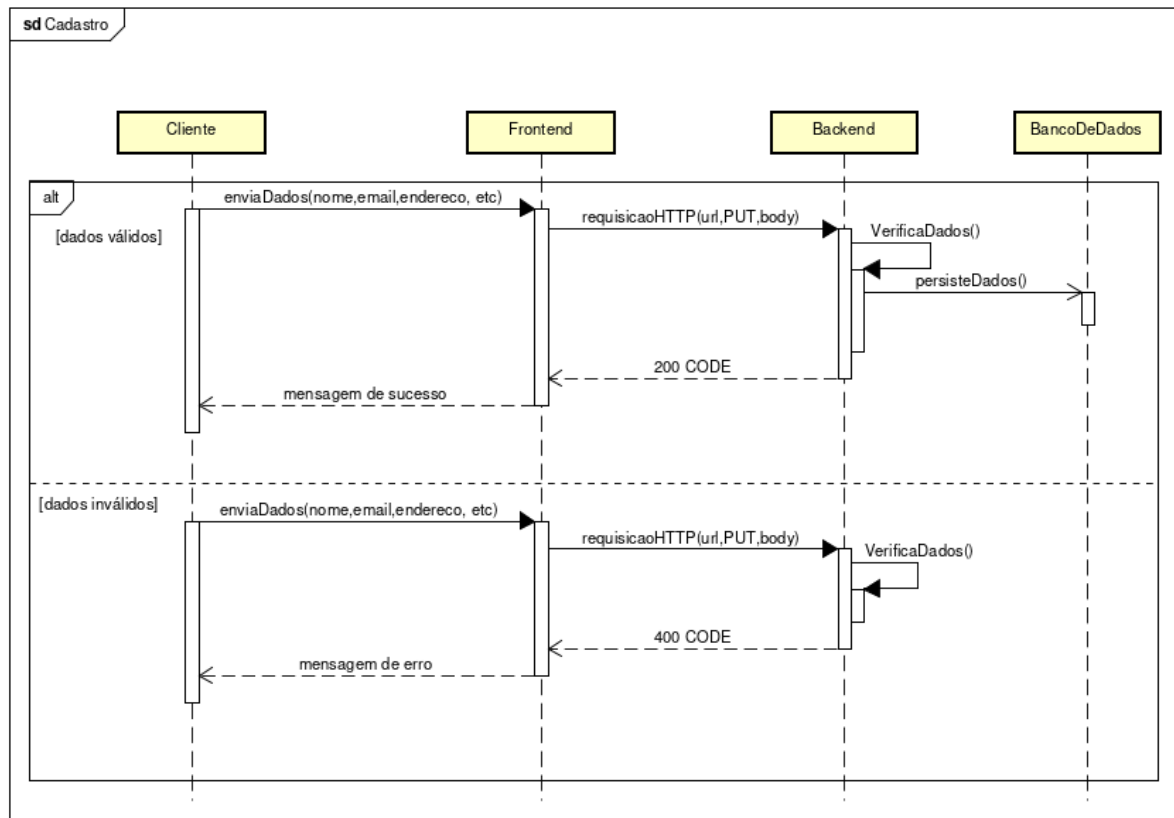 sd Cadastro
Cliente
Frontend
Backend
BancoDeDados
alt
enviaDados(nome,email,endereco, etc)
[dados válidos]
requisicaoHTTP(url,PUT,body)
VerificaDados()
persisteDados()
200 CODE
mensagem de sucesso
[dados inválidos]
enviaDados(nome,email,endereco, etc)
requisicaoHTTP(url,PUT,body)
VerificaDados()
400 CODE
mensagem de erro